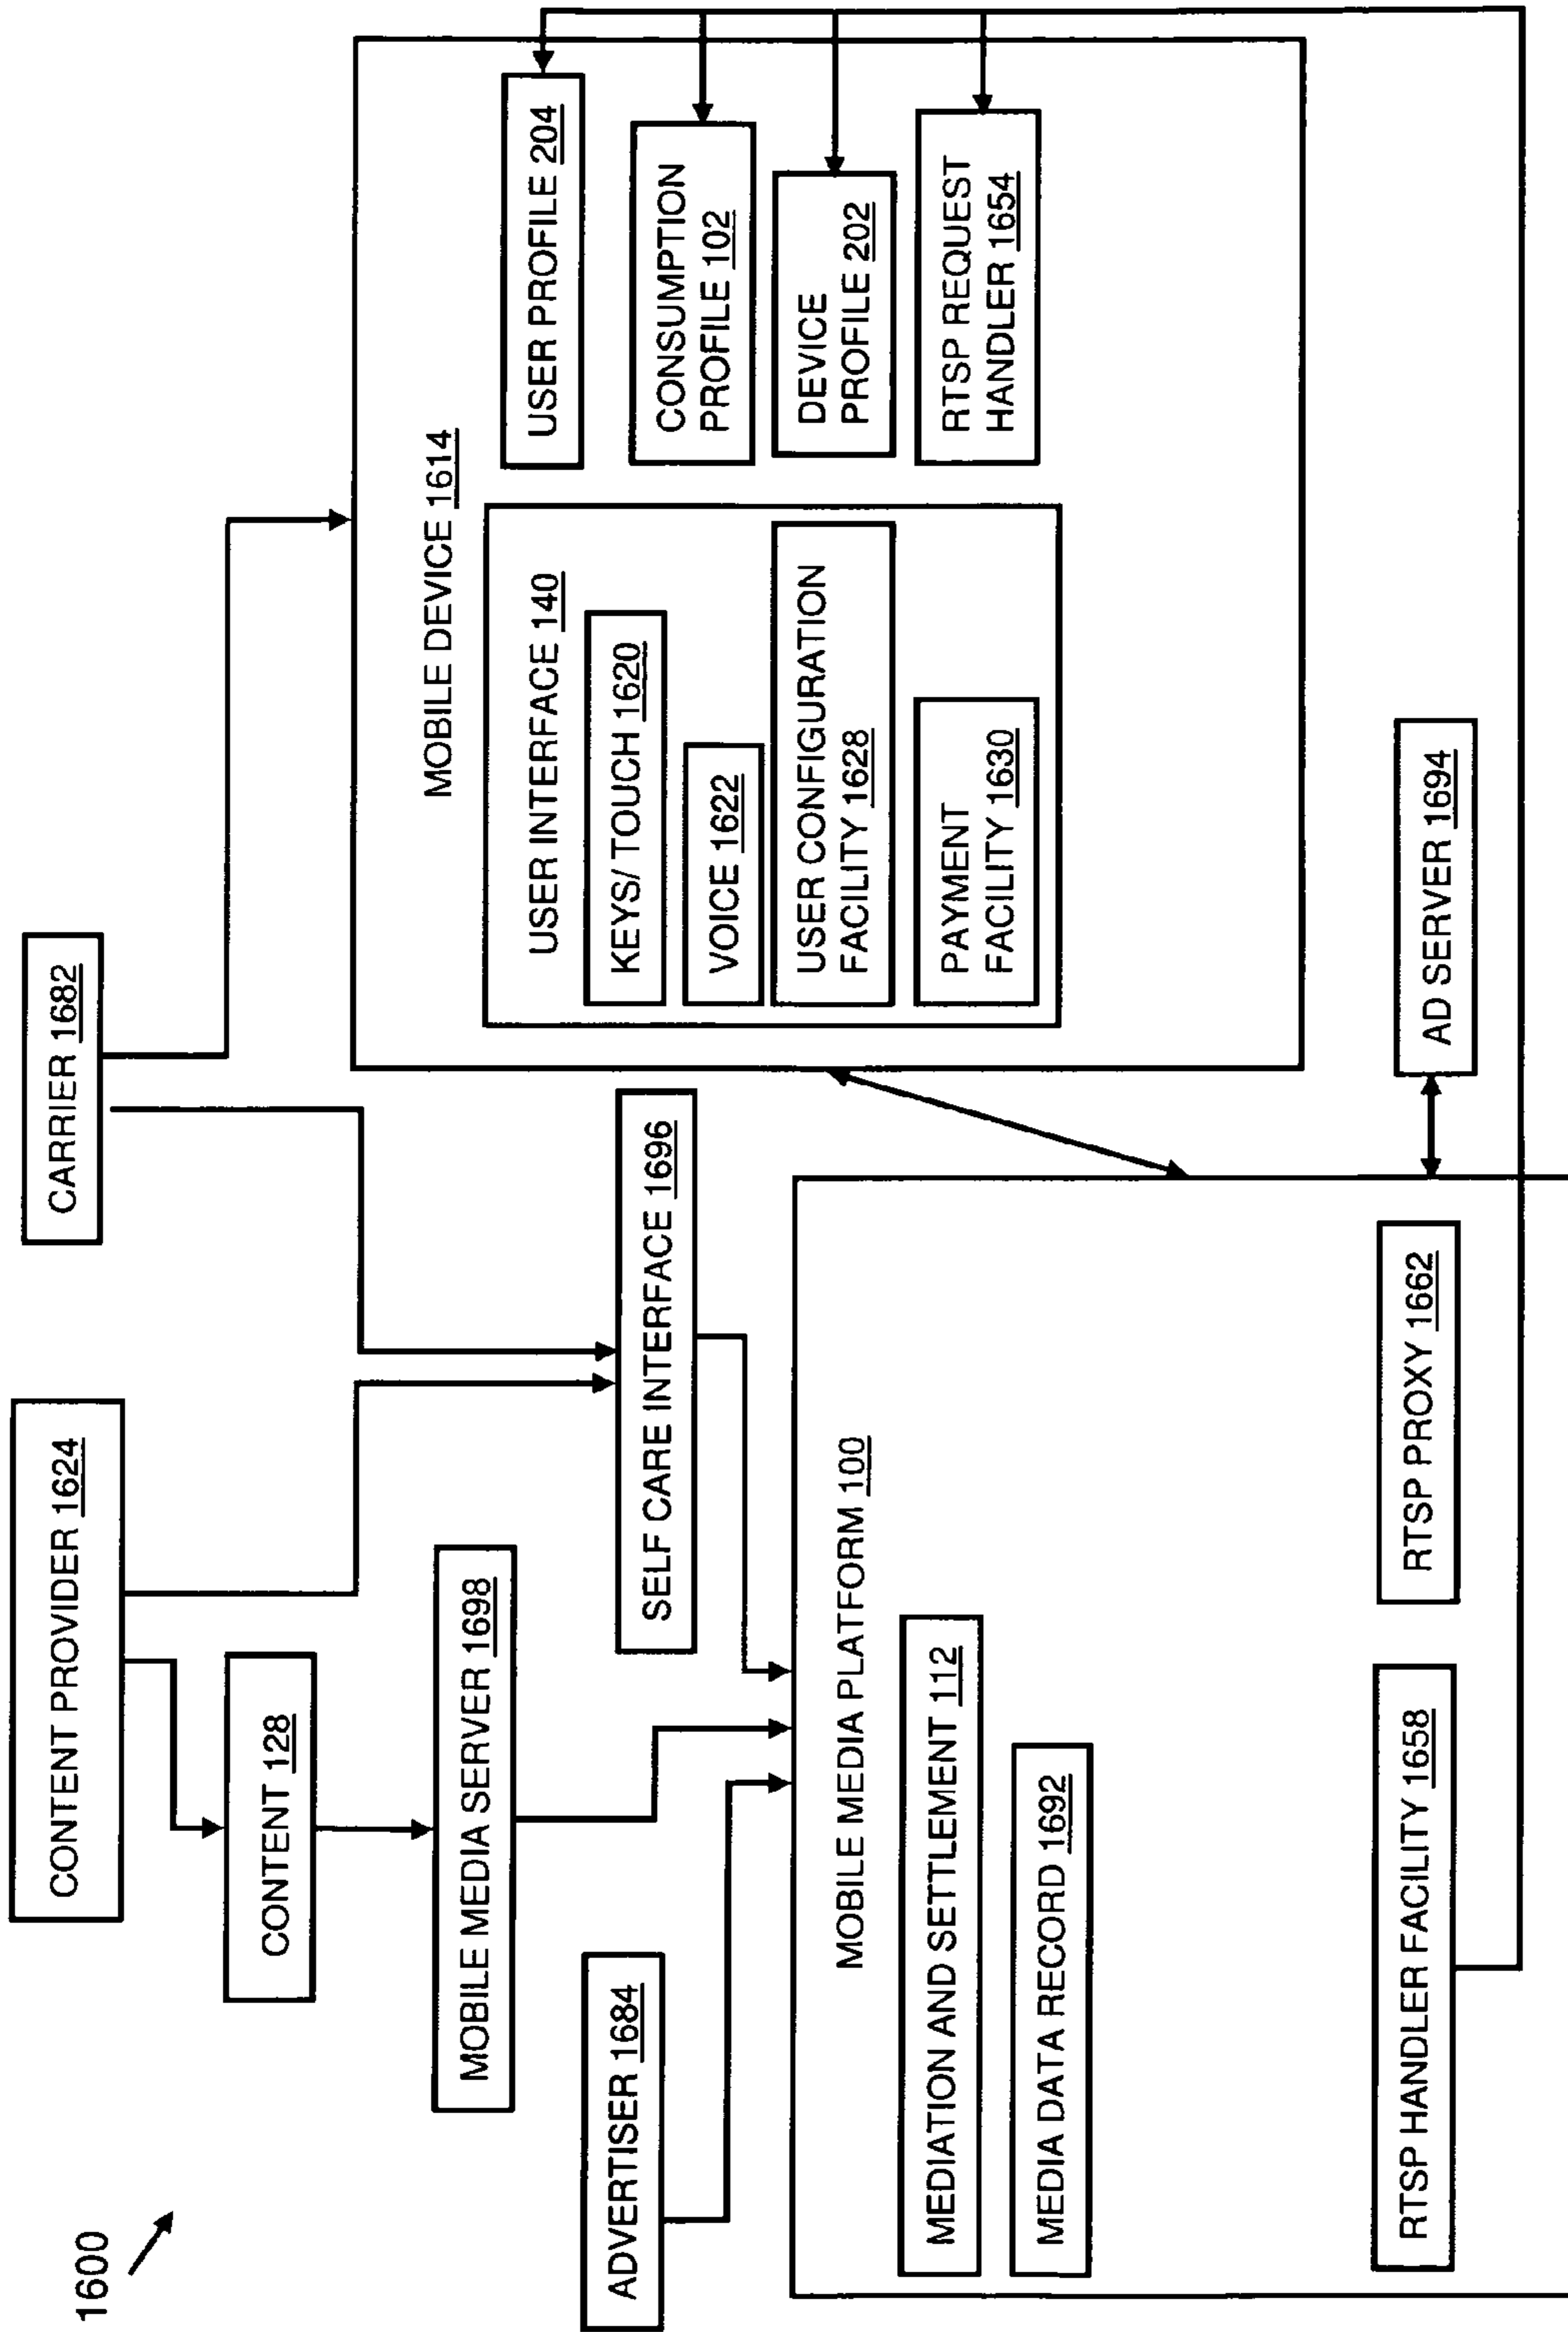 1600
CONTENT PROVIDER 1624
CARRIER 1682
CONTENT 128
MOBILE MEDIA SERVER 1698
ADVERTISER 1684
SELF CARE INTERFACE 1696
MOBILE DEVICE 1614
USER INTERFACE 140
KEYS/ TOUCH 1620
VOICE 1622
USER CONFIGURATION
FACILITY 1628
PAYMENT
FACILITY 1630
USER PROFILE 204
CONSUMPTION
PROFILE 102
DEVICE
PROFILE 202
RTSP REQUEST
HANDLER 1654
MOBILE MEDIA PLATFORM 100
MEDIATION AND SETTLEMENT 112
MEDIA DATA RECORD 1692
RTSP HANDLER FACILITY 1658
RTSP PROXY 1662
AD SERVER 1694